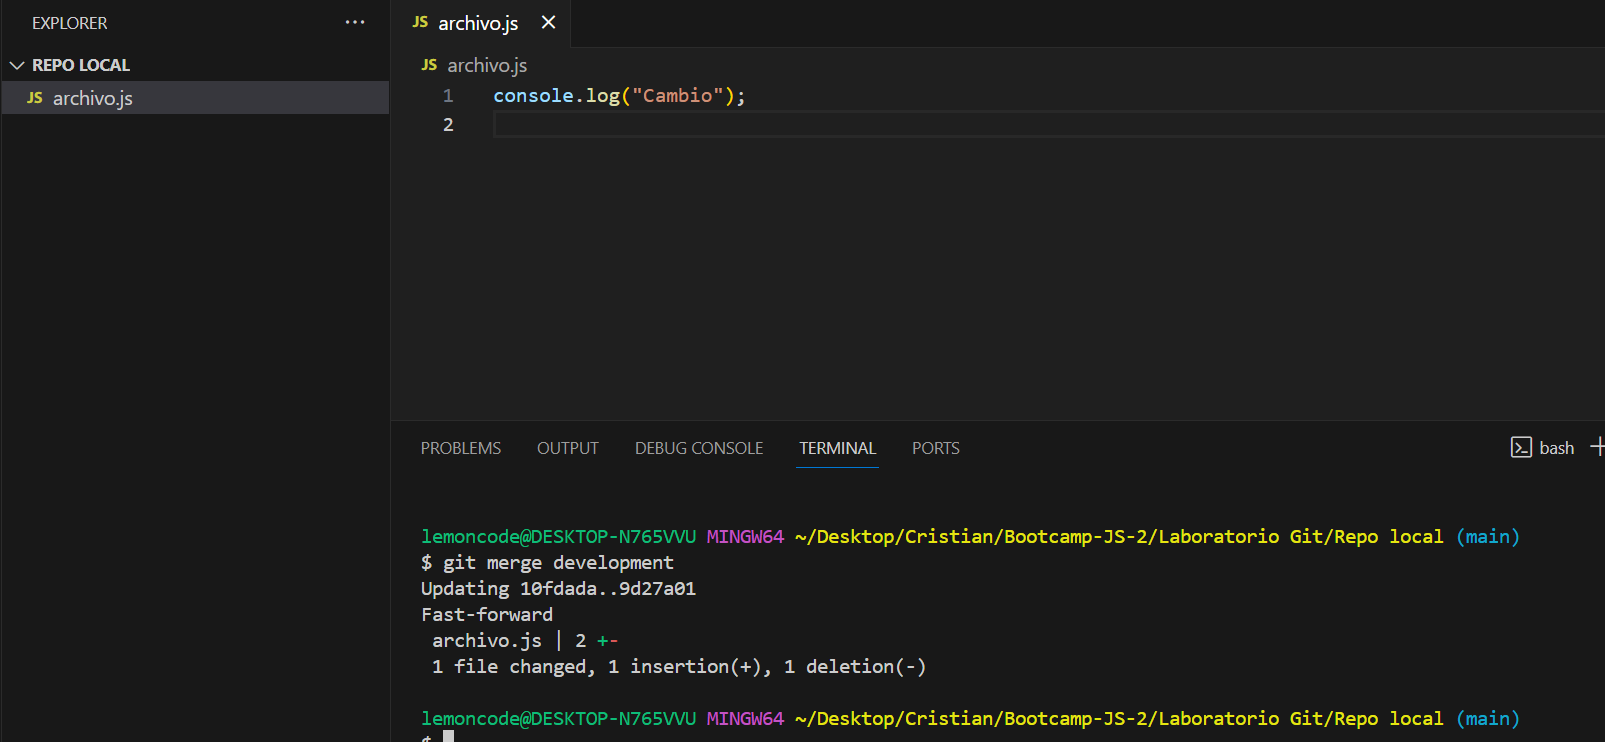 EXPLORER ···
REPO LOCAL
JS archivo.js
JS archivo.js ×
JS archivo.js
1 console.log("Cambio");
2
PROBLEMS OUTPUT DEBUG CONSOLE TERMINAL PORTS bash +
lemoncode@DESKTOP-N765VVU MINGW64 ~/Desktop/Cristian/Bootcamp-JS-2/Laboratorio Git/Repo local (main)
$ git merge development
Updating 10fdada..9d27a01
Fast-forward
archivo.js | 2 +-
1 file changed, 1 insertion(+), 1 deletion(-)
lemoncode@DESKTOP-N765VVU MINGW64 ~/Desktop/Cristian/Bootcamp-JS-2/Laboratorio Git/Repo local (main)
$